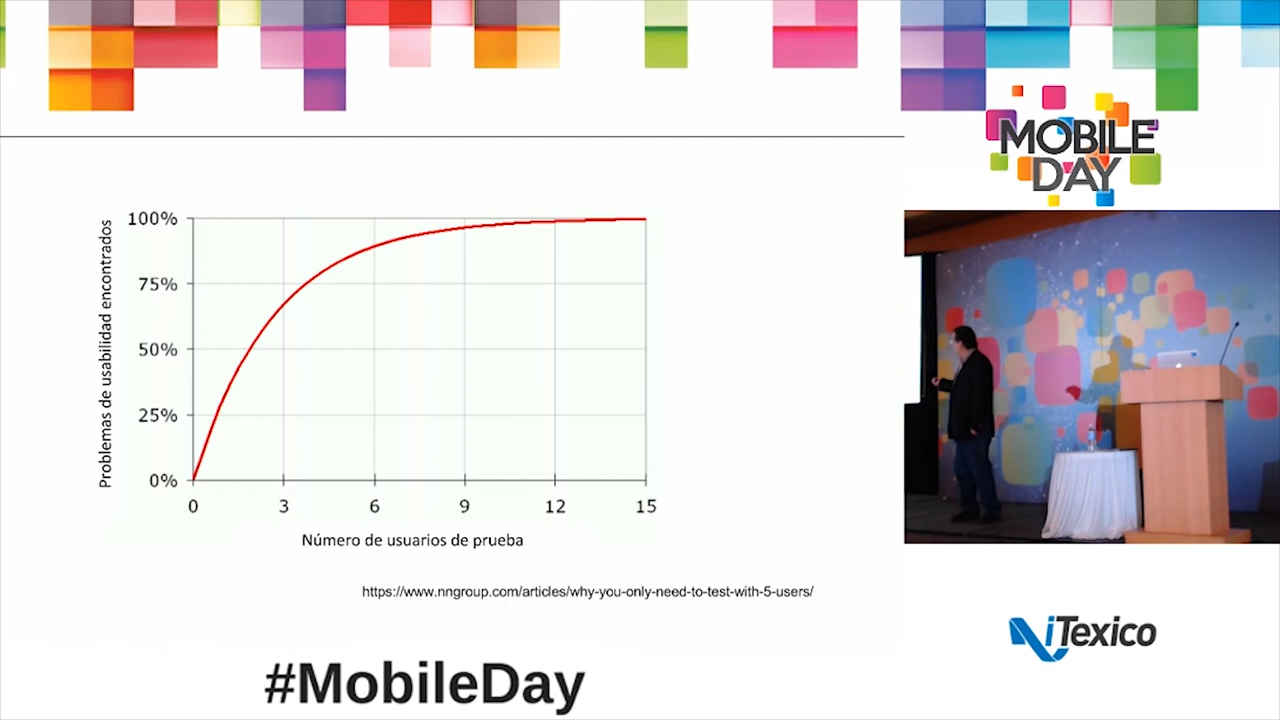 MOBILE
DAY
Problemas de usabilidad encontrados
100%
75%
50%
25%
0%
0 3 6 9 12 15
Número de usuarios de prueba
https://www.nngroup.com/articles/why-you-only-need-to-test-with-5-users/
iTexico
#MobileDay